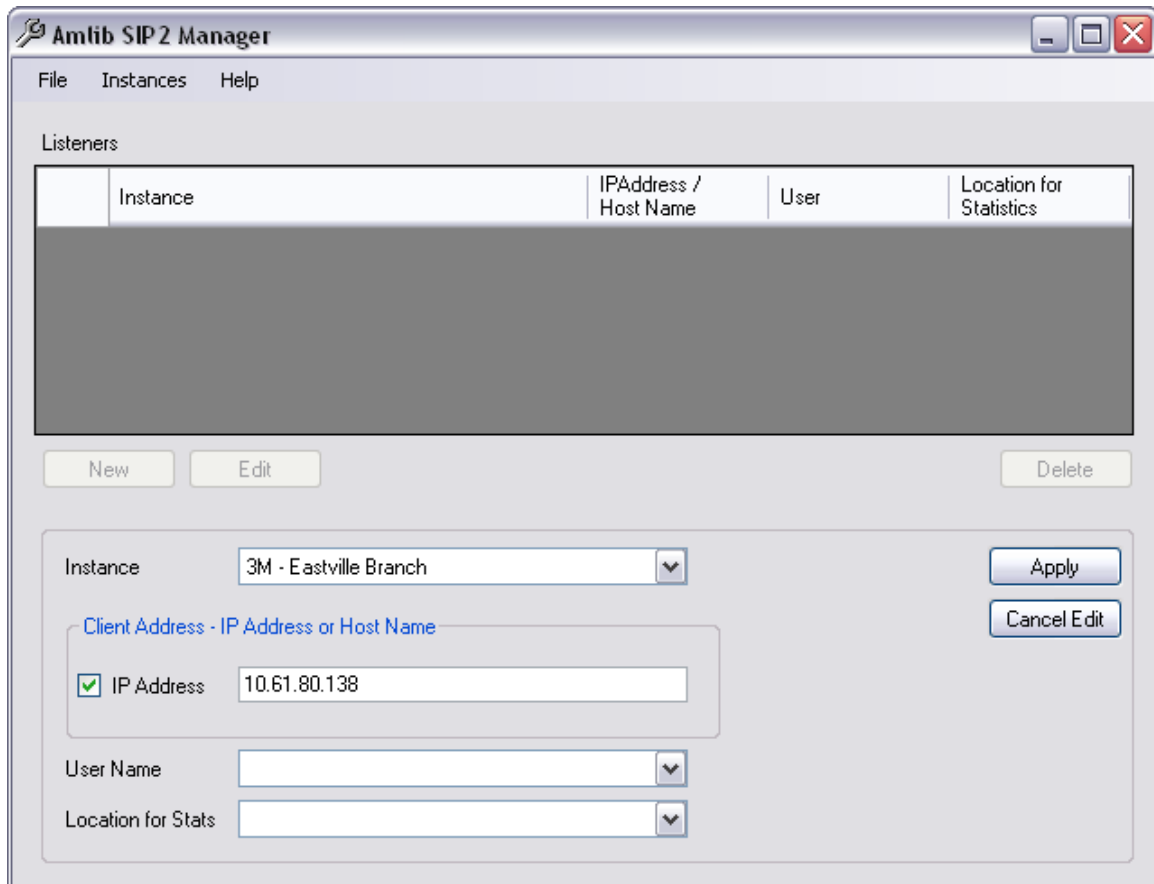 Amlib SIP2 Manager
File Instances Help
Listeners
Instance
IPAddress /
Host Name
User
Location for
Statistics
New Edit Delete
Instance 3M - Eastville Branch Apply
Client Address - IP Address or Host Name Cancel Edit
IP Address 10.61.80.138
User Name
Location for Stats